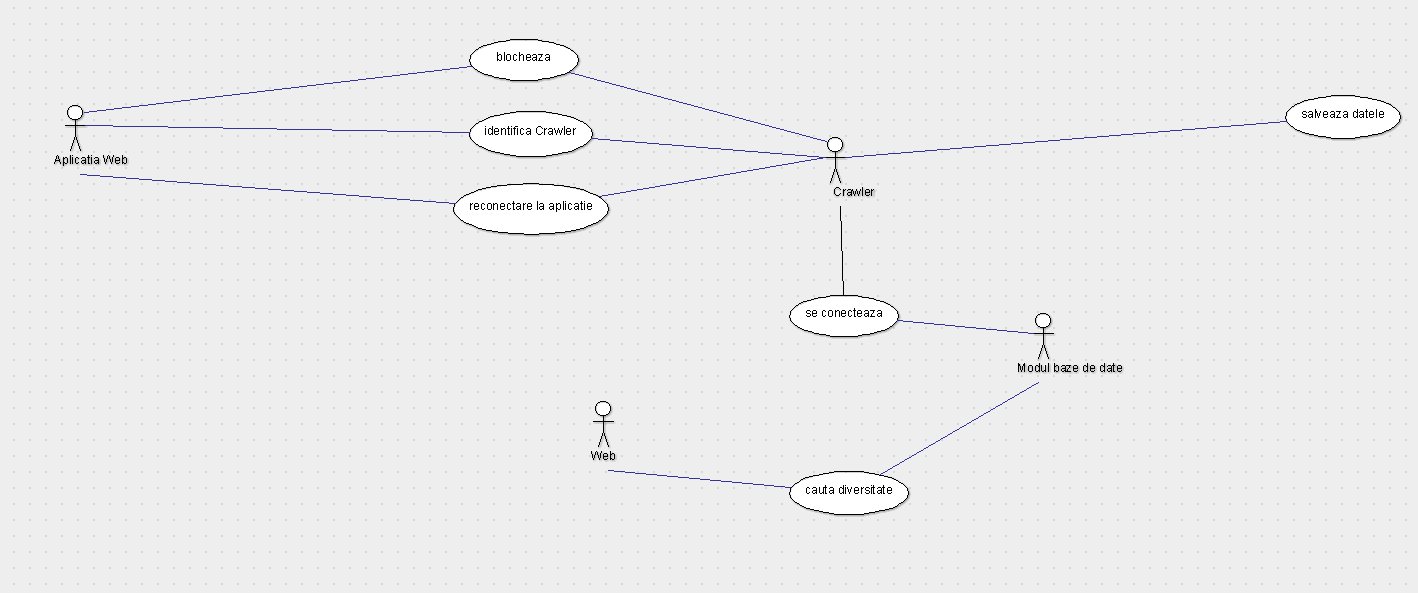 blocheaza
identifica Crawler
reconectare la aplicatie
Aplicatia Web
Crawler
salveaza datele
se conecteaza
Modul baze de date
Web
cauta diversitate